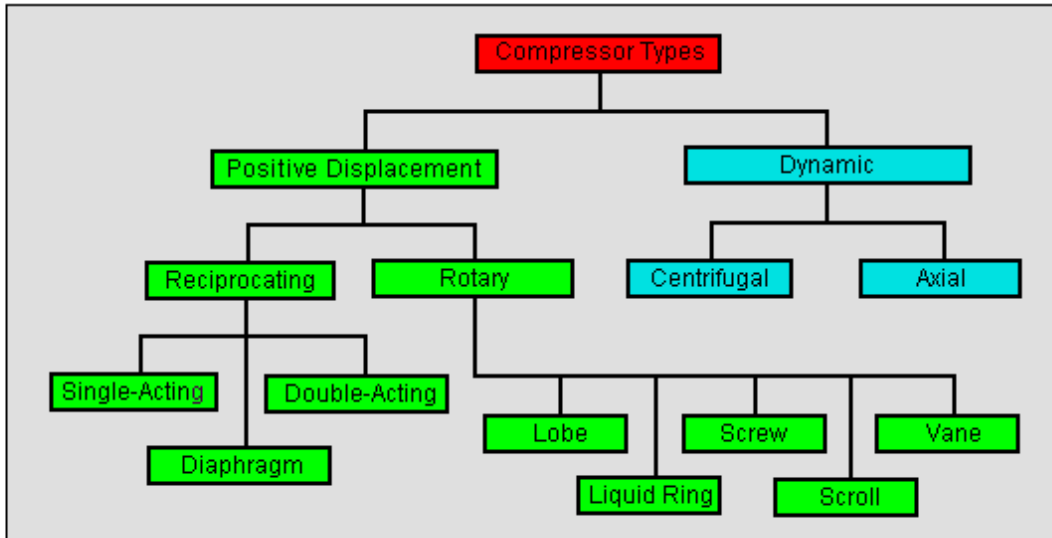 Compressor Types
Positive Displacement
Dynamic
Reciprocating
Rotary
Centrifugal
Axial
Single-Acting
Double-Acting
Diaphragm
Lobe
Screw
Vane
Liquid Ring
Scroll